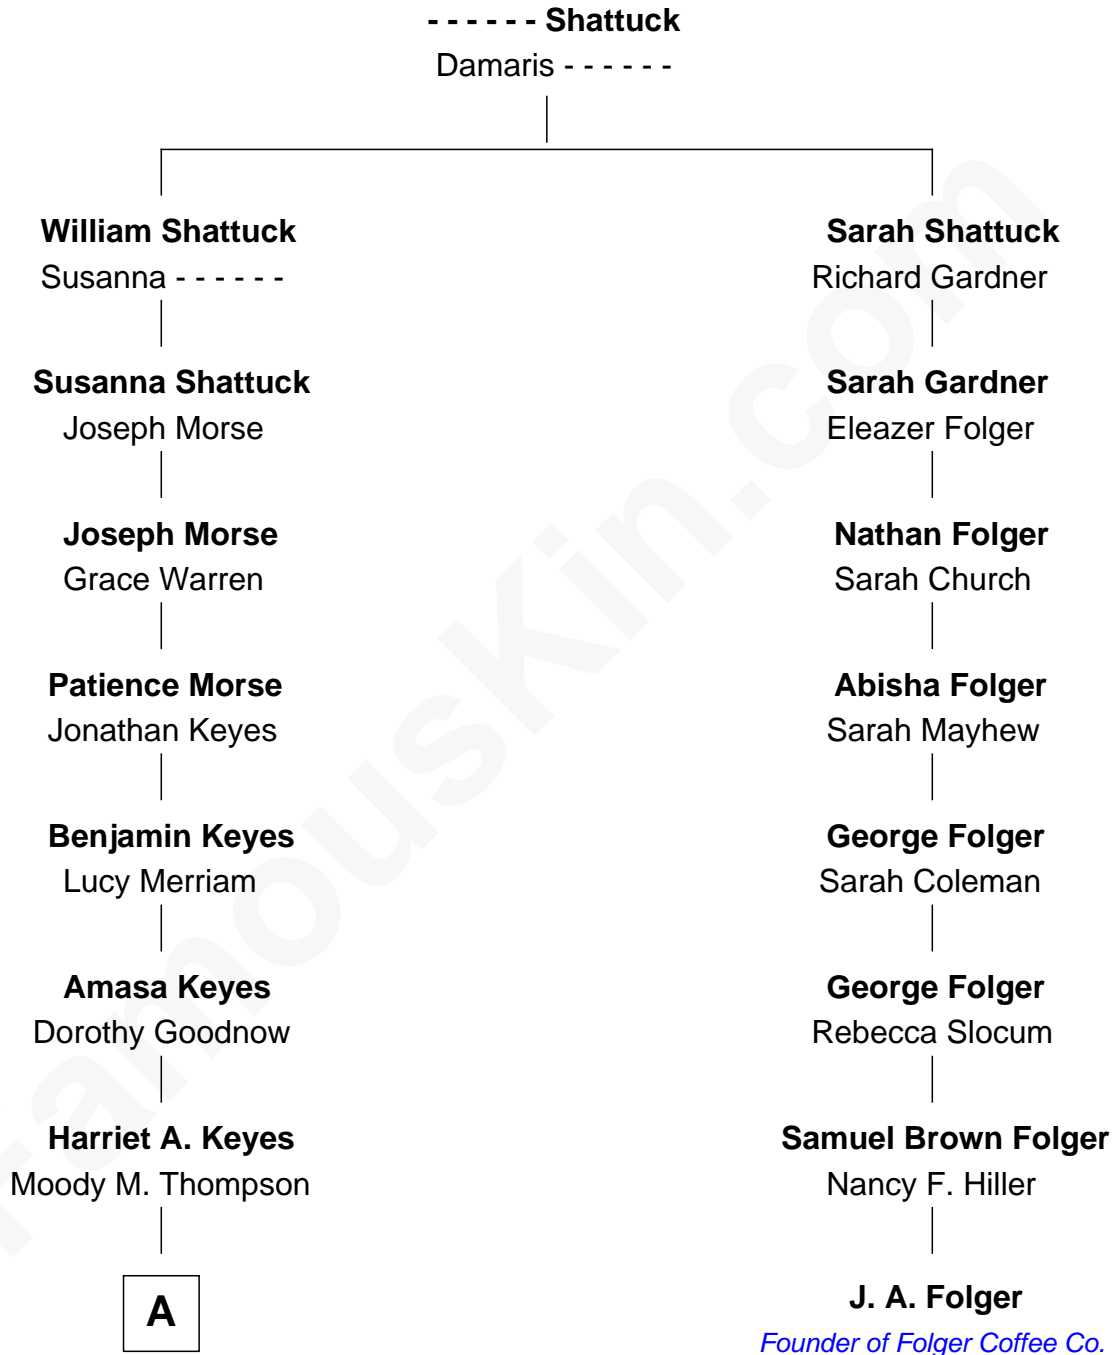 - - - - - - Shattuck
Damaris - - - - - -
William Shattuck
Susanna - - - - - -
Sarah Shattuck
Richard Gardner
Susanna Shattuck
Joseph Morse
Sarah Gardner
Eleazer Folger
Joseph Morse
Grace Warren
Nathan Folger
Sarah Church
Patience Morse
Jonathan Keyes
Abisha Folger
Sarah Mayhew
Benjamin Keyes
Lucy Merriam
George Folger
Sarah Coleman
Amasa Keyes
Dorothy Goodnow
George Folger
Rebecca Slocum
Harriet A. Keyes
Moody M. Thompson
Samuel Brown Folger
Nancy F. Hiller
A
J. A. Folger
Founder of Folger Coffee Co.
FamousKin.com